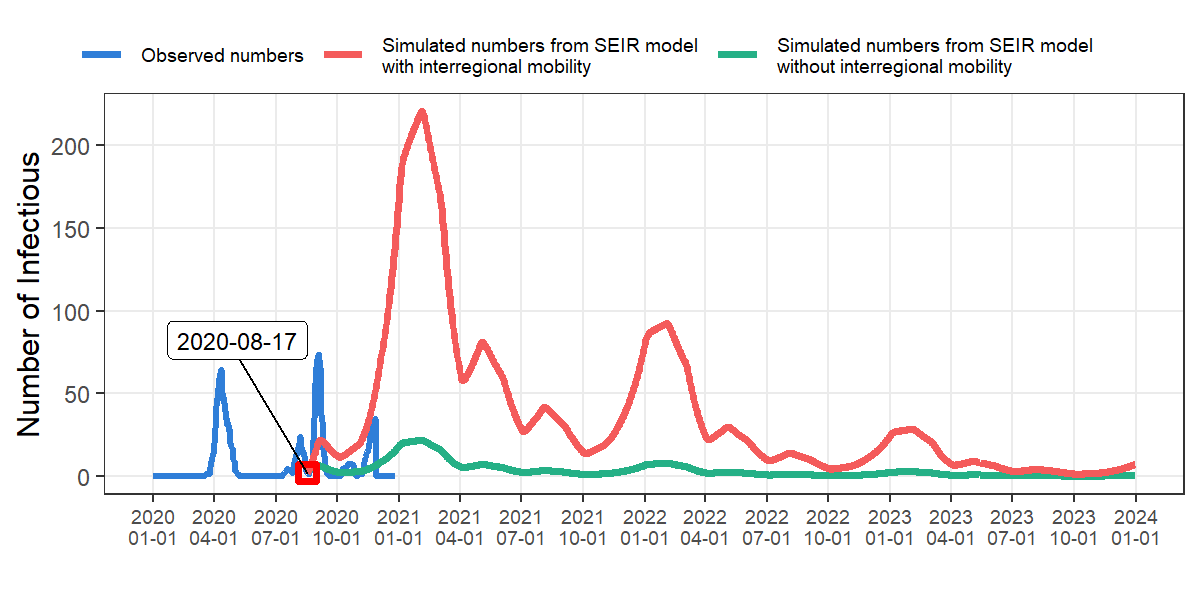 Observed numbers
Simulated numbers from SEIR model
with interregional mobility
Simulated numbers from SEIR model
without interregional mobility
Number of Infectious
200
150
100
50
0
2020-08-17
2020 2020 2020 2020 2021 2021 2021 2021 2022 2022 2022 2022 2023 2023 2023 2023 2024
01-01 04-01 07-01 10-01 01-01 04-01 07-01 10-01 01-01 04-01 07-01 10-01 01-01 04-01 07-01 10-01 01-01